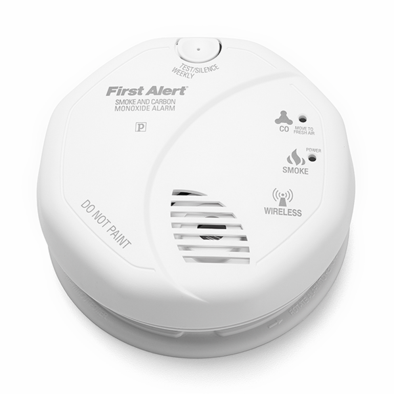 TEST/SILENCE
WEEKLY
First Alert®
SMOKE AND CARBON
MONOXIDE ALARM
P
CO
MOVE TO
FRESH AIR
POWER
SMOKE
WIRELESS
DO NOT PAINT